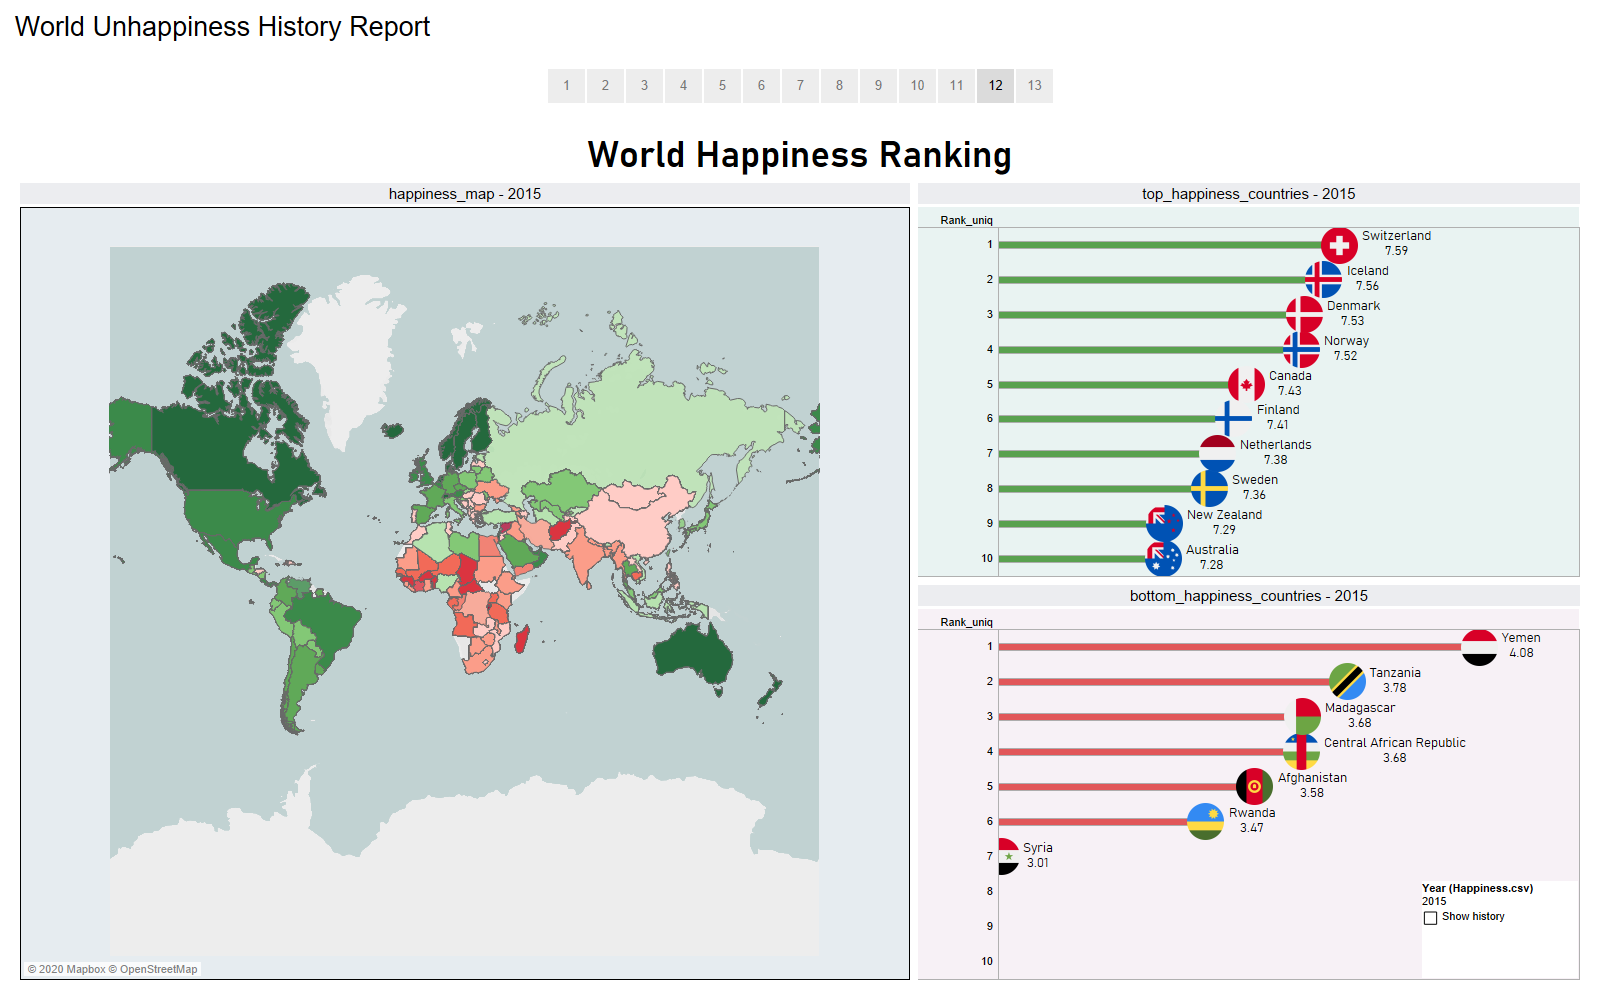 World Unhappiness History Report
1 2 3 4 5 6 7 8 9 10 11 12 13
World Happiness Ranking
happiness_map - 2015
© 2020 Mapbox © OpenStreetMap
top_happiness_countries - 2015
Rank_uniq
1 Switzerland
7.59
2 Iceland
7.56
3 Denmark
7.53
4 Norway
7.52
5 Canada
7.43
6 Finland
7.41
7 Netherlands
7.38
8 Sweden
7.36
9 New Zealand
7.29
10 Australia
7.28
bottom_happiness_countries - 2015
Rank_uniq
1 Yemen
4.08
2 Tanzania
3.78
3 Madagascar
3.68
4 Central African Republic
3.68
5 Afghanistan
3.58
6 Rwanda
3.47
7 Syria
3.01
8
9
10
Year (Happiness.csv)
2015
Show history